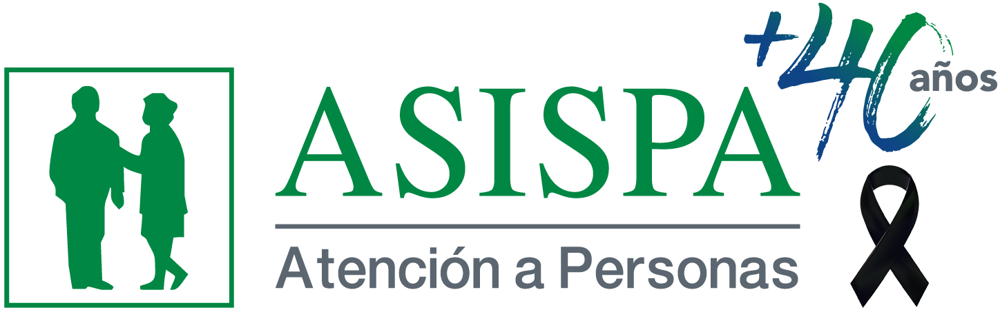 +40 años
ASISPA
Atención a Personas